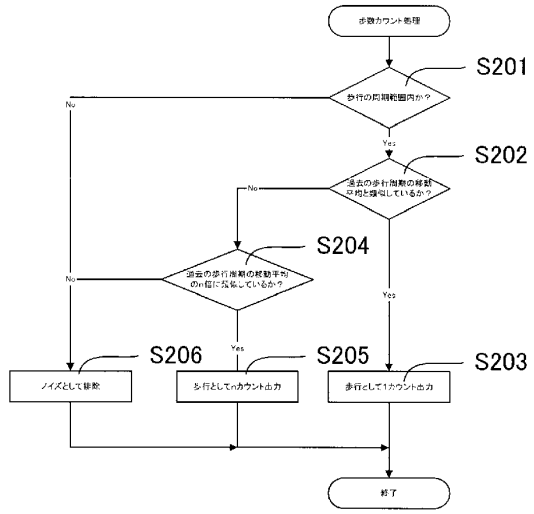 歩数カウント処理
S201
歩行の周期範囲内か?
No
Yes
S202
過去の歩行周期の移動
平均と類似しているか?
No
S204
過去の歩行周期の移動平均
のn倍に類似しているか?
No
Yes
Yes
S206
S205
S203
ノイズとして排除
歩行としてnカウント出力
歩行として1カウント出力
終了